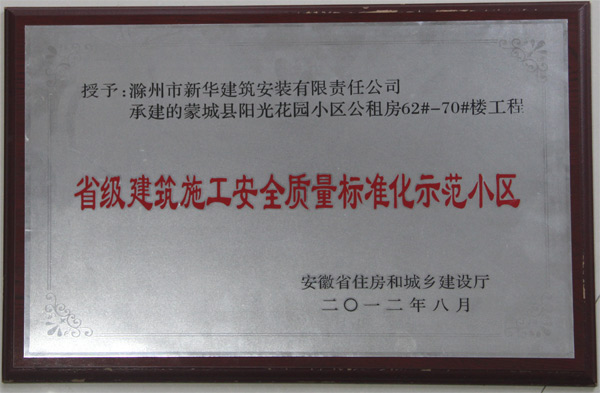 授予:滁州市新华建筑安装有限责任公司
承建的蒙城县阳光花园小区公租房62#-70#楼工程
省级建筑施工安全质量标准化示范小区
安徽省住房和城乡建设厅
二〇一二年八月